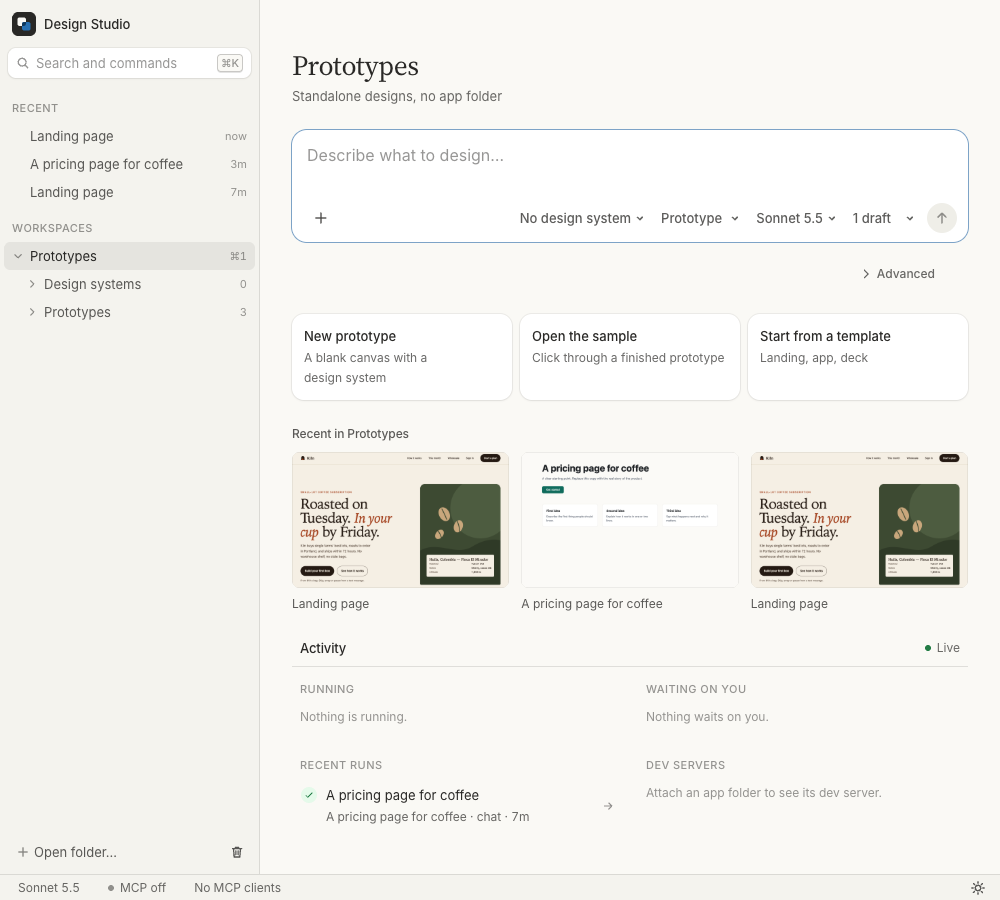 Design Studio
Search and commands
⌘K
RECENT
Landing page now
A pricing page for coffee 3m
Landing page 7m
WORKSPACES
Prototypes ⌘1
Design systems 0
Prototypes 3
Open folder...
Prototypes
Standalone designs, no app folder
Describe what to design...
No design system Prototype Sonnet 5.5 1 draft
Advanced
New prototype
A blank canvas with a
design system
Open the sample
Click through a finished prototype
Start from a template
Landing, app, deck
Recent in Prototypes
Roasted on
Tuesday. In your
cup by Friday.
Landing page
A pricing page for coffee
A pricing page for coffee
Roasted on
Tuesday. In your
cup by Friday.
Landing page
Activity
Live
RUNNING
Nothing is running.
WAITING ON YOU
Nothing waits on you.
RECENT RUNS
A pricing page for coffee
A pricing page for coffee · chat · 7m
DEV SERVERS
Attach an app folder to see its dev server.
Sonnet 5.5 MCP off No MCP clients